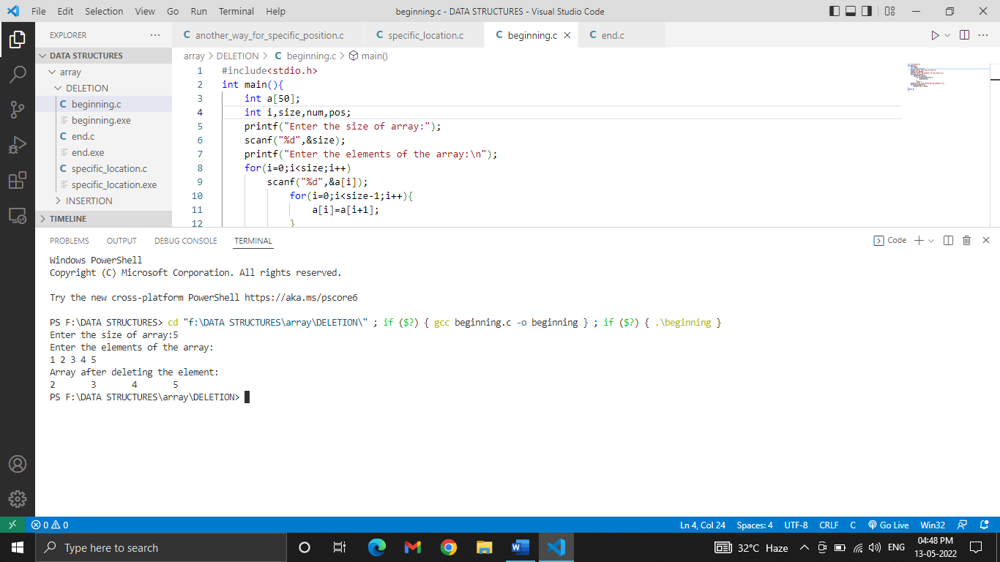 File Edit Selection View Go Run Terminal Help beginning.c - DATA STRUCTURES - Visual Studio Code
EXPLORER ···
DATA STRUCTURES
array
DELETION
C beginning.c
beginning.exe
C end.c
end.exe
C specific_location.c
specific_location.exe
INSERTION
TIMELINE
C another_way_for_specific_position.c C specific_location.c C beginning.c C end.c
array > DELETION > C beginning.c > main()
1 #include<stdio.h>
2 int main(){
3 int a[50];
4 int i,size,num,pos;
5 printf("Enter the size of array:");
6 scanf("%d",&size);
7 printf("Enter the elements of the array:\n");
8 for(i=0;i<size;i++)
9 scanf("%d",&a[i]);
10 for(i=0;i<size-1;i++){
11 a[i]=a[i+1];
12 }
PROBLEMS OUTPUT DEBUG CONSOLE TERMINAL Code
Windows PowerShell
Copyright (C) Microsoft Corporation. All rights reserved.
Try the new cross-platform PowerShell https://aka.ms/pscore6
PS F:\DATA STRUCTURES> cd "f:\DATA STRUCTURES\array\DELETION\" ; if ($?) { gcc beginning.c -o beginning } ; if ($?) { .\beginning }
Enter the size of array:5
Enter the elements of the array:
1 2 3 4 5
Array after deleting the element:
2 3 4 5
PS F:\DATA STRUCTURES\array\DELETION>
0 0 Ln 4, Col 24 Spaces: 4 UTF-8 CRLF C Go Live Win32
Type here to search 32°C Haze ENG 04:48 PM
13-05-2022